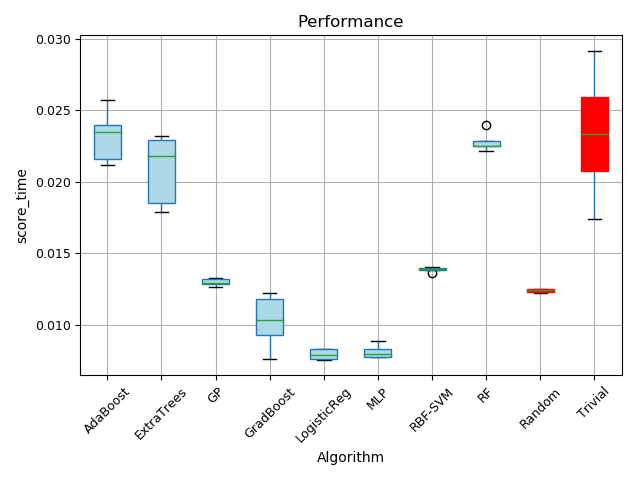 Performance
0.030
0.025
0.020
0.015
0.010
score_time
AdaBoost
ExtraTrees
GP
GradBoost
LogisticReg
MLP
RBF-SVM
RF
Random
Trivial
Algorithm